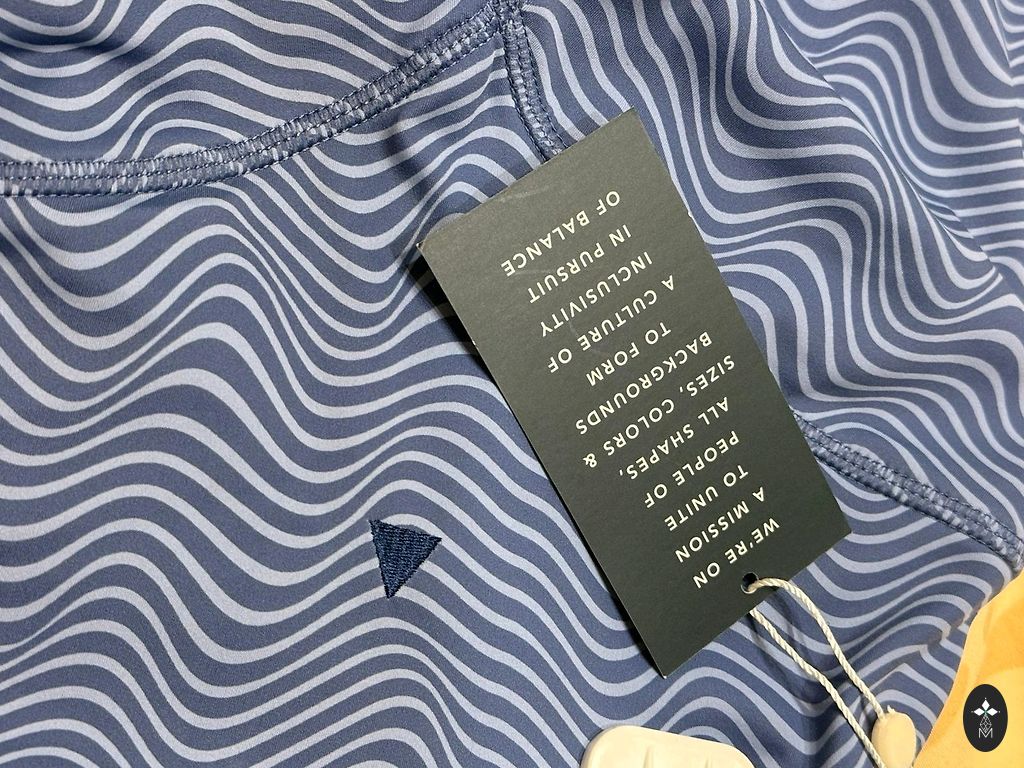 WE'RE ON
A MISSION
TO UNITE
PEOPLE OF
ALL SHAPES,
SIZES, COLORS &
BACKGROUNDS
TO FORM
A CULTURE OF
INCLUSIVITY
IN PURSUIT
OF BALANCE
M